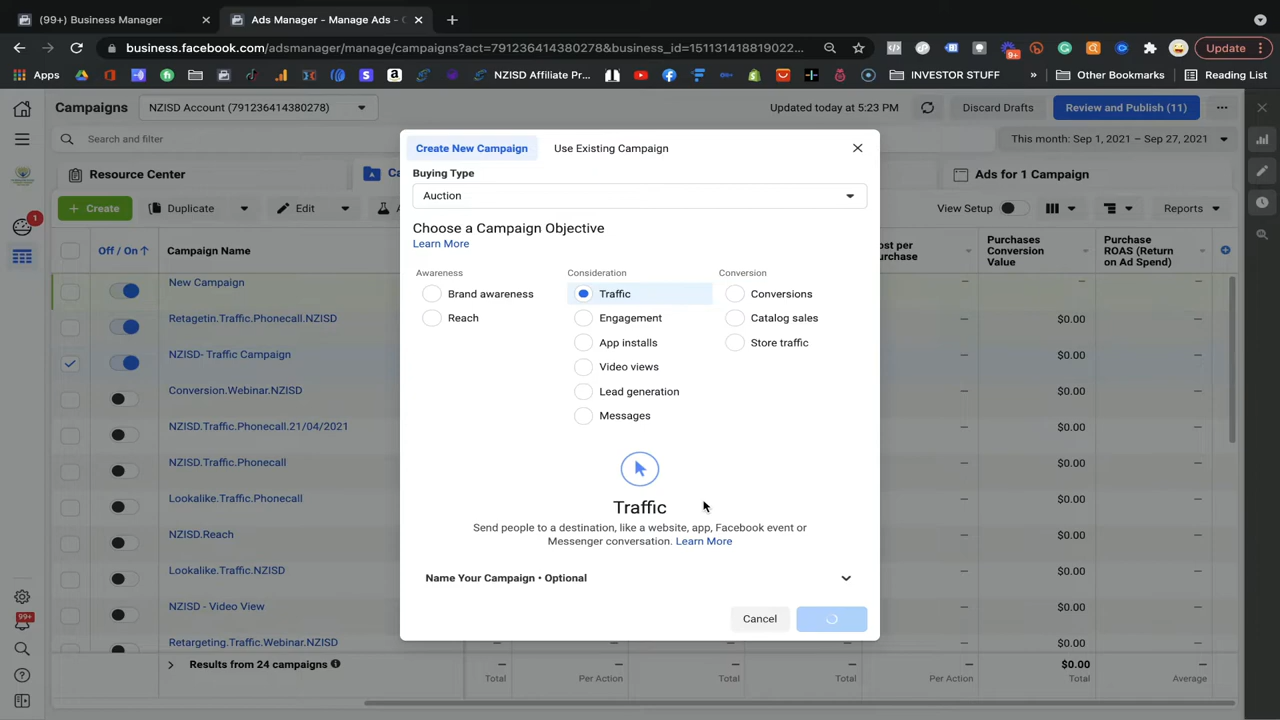 (99+) Business Manager
Ads Manager - Manage Ads - C
business.facebook.com/adsmanager/manage/campaigns?act=791236414380278&business_id=151131418819022...
Update
Apps
NZISD Affiliate Pr...
INVESTOR STUFF
»
Other Bookmarks
Reading List
Campaigns
NZISD Account (791236414380278)
Updated today at 5:23 PM
Discard Drafts
Review and Publish (11)
Search and filter
This month: Sep 1, 2021 – Sep 27, 2021
Resource Center
Ca
Ads for 1 Campaign
+ Create
Duplicate
Edit
A
View Setup
Reports
Off / On
Campaign Name
ost per
urchase
Purchases
Conversion
Value
Purchase
ROAS (Return
on Ad Spend)
New Campaign
–
–
–
Retagetin.Traffic.Phonecall.NZISD
–
$0.00
–
NZISD- Traffic Campaign
–
$0.00
–
Conversion.Webinar.NZISD
–
$0.00
–
NZISD.Traffic.Phonecall.21/04/2021
–
$0.00
–
NZISD.Traffic.Phonecall
–
$0.00
–
Lookalike.Traffic.Phonecall
–
$0.00
–
NZISD.Reach
–
$0.00
–
Lookalike.Traffic.NZISD
–
$0.00
–
NZISD - Video View
–
$0.00
–
Retargeting.Traffic.Webinar.NZISD
–
$0.00
–
Results from 24 campaigns
–
–
–
–
–
$0.00
–
Total
Per Action
Total
Total
Per Action
Total
Average
1
99+
9+
Create New Campaign
Use Existing Campaign
Buying Type
Auction
Choose a Campaign Objective
Learn More
Awareness
Consideration
Conversion
Brand awareness
Traffic
Conversions
Reach
Engagement
Catalog sales
App installs
Store traffic
Video views
Lead generation
Messages
Traffic
Send people to a destination, like a website, app, Facebook event or
Messenger conversation. Learn More
Name Your Campaign • Optional
Cancel